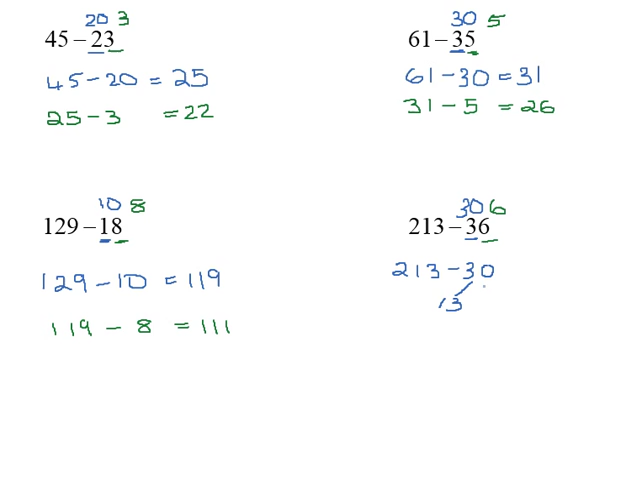 20 3
45 – 23
45 - 20 = 25
25 - 3 = 22
30 5
61 – 35
61 - 30 = 31
31 - 5 = 26
10 8
129 – 18
129 - 10 = 119
119 - 8 = 111
30 6
213 – 36
213 - 30
13